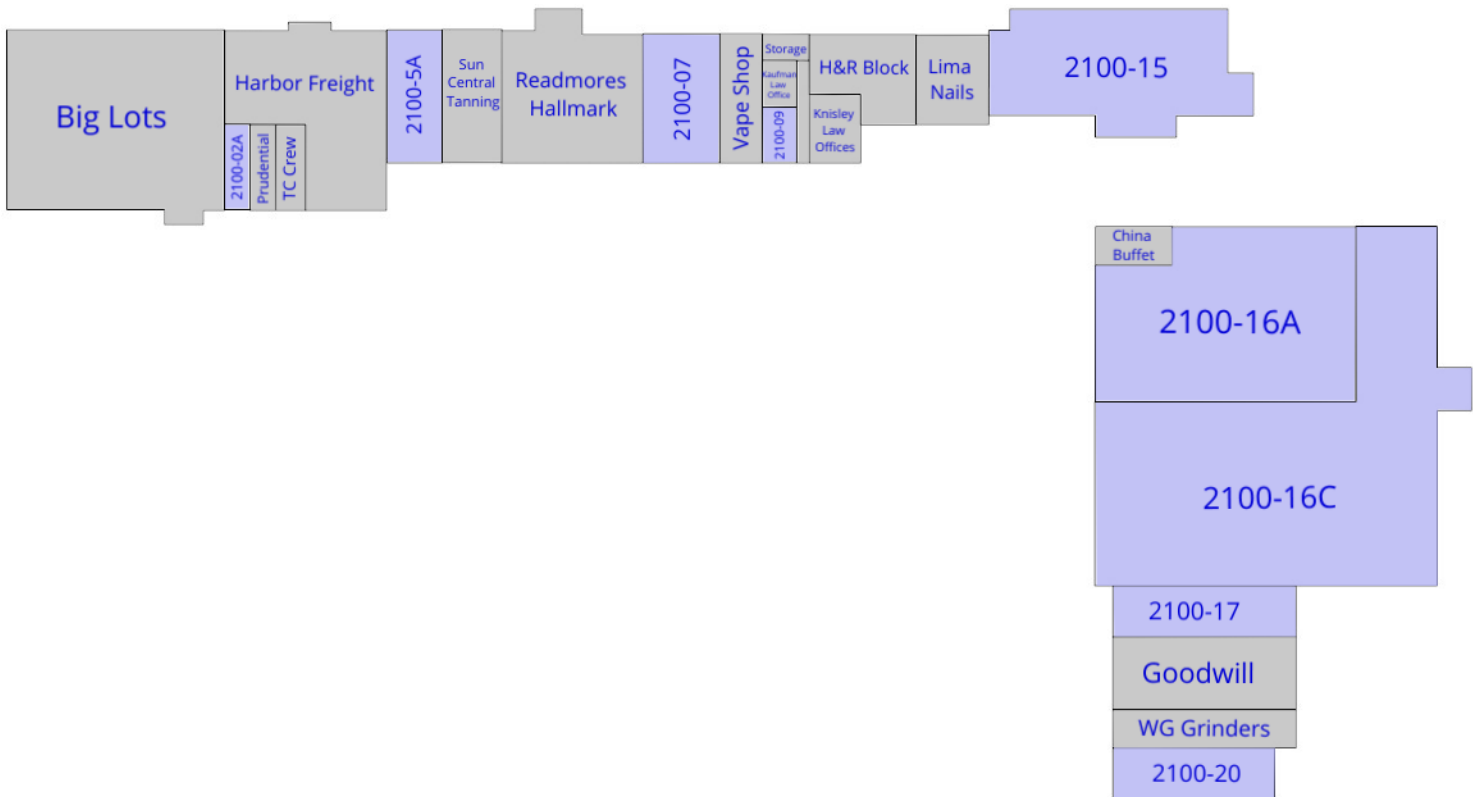 Big Lots
Harbor Freight
2100-02A
Prudential
TC Crew
2100-5A
Sun
Central
Tanning
Readmores
Hallmark
2100-07
Vape Shop
Storage
Kaufman
Law
Office
2100-09
H&R Block
Knisley
Law
Offices
Lima
Nails
2100-15
China
Buffet
2100-16A
2100-16C
2100-17
Goodwill
WG Grinders
2100-20